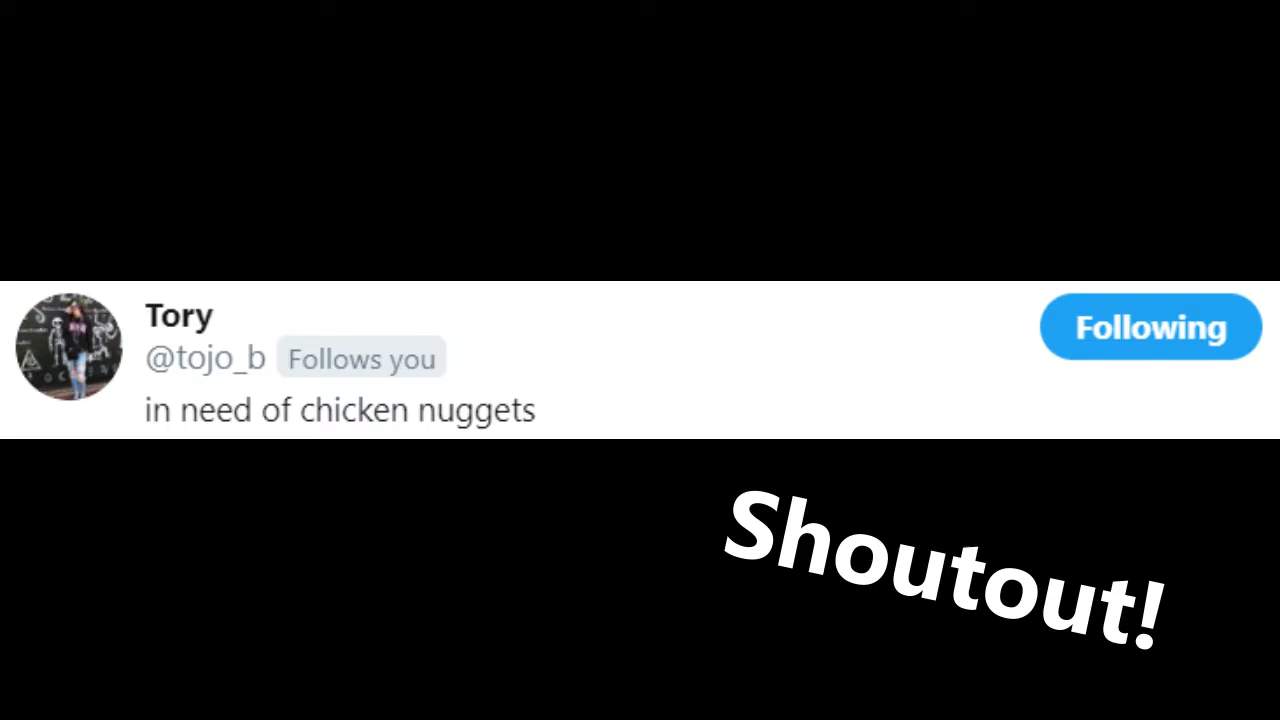 Tory
Following
@tojo_b Follows you
in need of chicken nuggets
Shoutout!